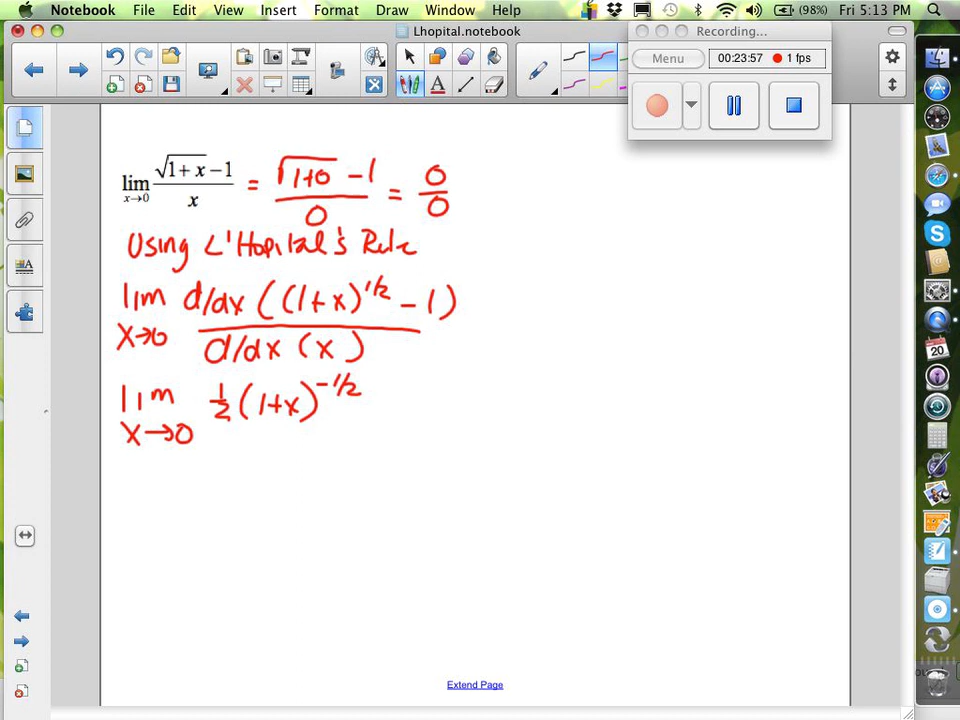 Notebook File Edit View Insert Format Draw Window Help (98%) Fri 5:13 PM
Lhopital.notebook
Recording...
Menu 00:23:57 1 fps
lim x→0 (√(1+x) −1)/x = (√(1+0) −1)/0 = 0/0
Using L'Hopital's Rule
lim x→0 d/dx ((1+x)^1/2 − 1) / d/dx (x)
lim x→0 1/2 (1+x)^−1/2
Extend Page
20